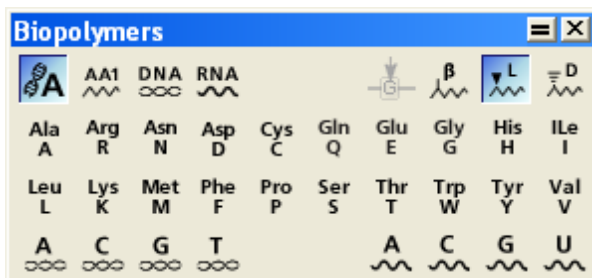 Biopolymers
A AA1 DNA RNA G β L D
Ala Arg Asn Asp Cys Gln Glu Gly His ILe
A R N D C Q E G H I
Leu Lys Met Phe Pro Ser Thr Trp Tyr Val
L K M F P S T W Y V
A C G T A C G U